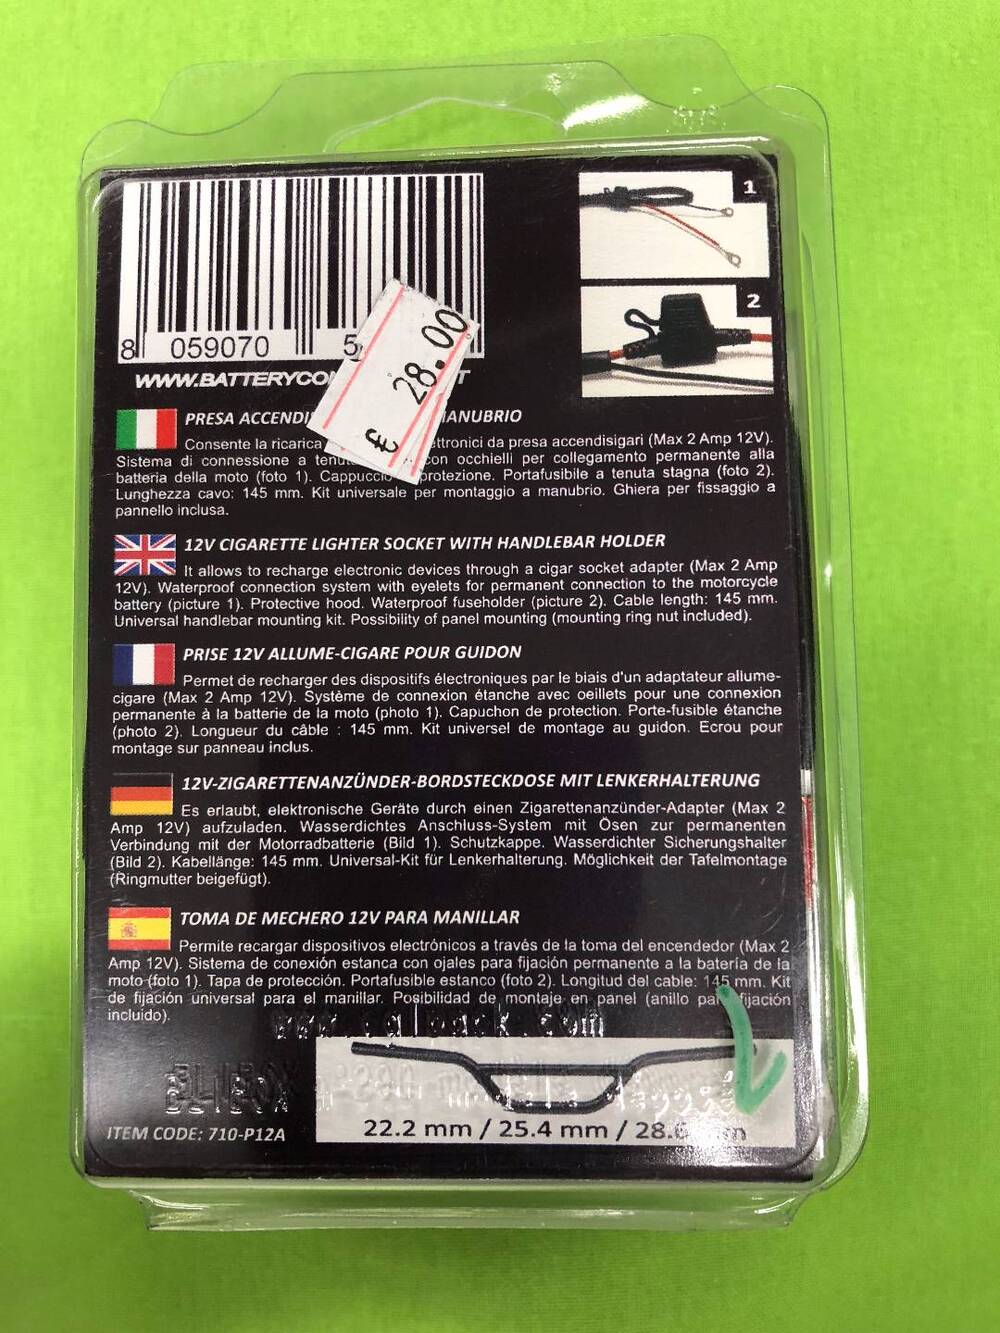 1
2
8 059070 5
WWW.BATTERYCO
€ 28.00
PRESA ACCENDI MANUBRIO
Consente la ricarica ettronici da presa accendisigari (Max 2 Amp 12V).
Sistema di connessione a tenut con occhielli per collegamento permanente alla
batteria della moto (foto 1). Cappuccio protezione. Portafusibile a tenuta stagna (foto 2).
Lunghezza cavo: 145 mm. Kit universale per montaggio a manubrio. Ghiera per fissaggio a
pannello inclusa.
12V CIGARETTE LIGHTER SOCKET WITH HANDLEBAR HOLDER
It allows to recharge electronic devices through a cigar socket adapter (Max 2 Amp
12V). Waterproof connection system with eyelets for permanent connection to the motorcycle
battery (picture 1). Protective hood. Waterproof fuseholder (picture 2). Cable length: 145 mm.
Universal handlebar mounting kit. Possibility of panel mounting (mounting ring nut included).
PRISE 12V ALLUME-CIGARE POUR GUIDON
Permet de recharger des dispositifs électroniques par le biais d'un adaptateur allume-
cigare (Max 2 Amp 12V). Système de connexion étanche avec oeillets pour une connexion
permanente à la batterie de la moto (photo 1). Capuchon de protection. Porte-fusible étanche
(photo 2). Longueur du câble : 145 mm. Kit universel de montage au guidon. Ecrou pour
montage sur panneau inclus.
12V-ZIGARETTENANZÜNDER-BORDSTECKDOSE MIT LENKERHALTERUNG
Es erlaubt, elektronische Geräte durch einen Zigarettenanzünder-Adapter (Max 2
Amp 12V) aufzuladen. Wasserdichtes Anschluss-System mit Ösen zur permanenten
Verbindung mit der Motorradbatterie (Bild 1). Schutzkappe. Wasserdichter Sicherungshalter
(Bild 2). Kabellänge: 145 mm. Universal-Kit für Lenkerhalterung. Möglichkeit der Tafelmontage
(Ringmutter beigefügt).
TOMA DE MECHERO 12V PARA MANILLAR
Permite recargar dispositivos electrónicos a través de la toma del encendedor (Max 2
Amp 12V). Sistema de conexión estanca con ojales para fijación permanente a la batería de la
moto (foto 1). Tapa de protección. Portafusible estanco (foto 2). Longitud del cable: 145 mm. Kit
de fijación universal para el manillar. Posibilidad de montaje en panel (anillo para fijación
incluido).
ITEM CODE: 710-P12A
22.2 mm / 25.4 mm / 28.6 mm